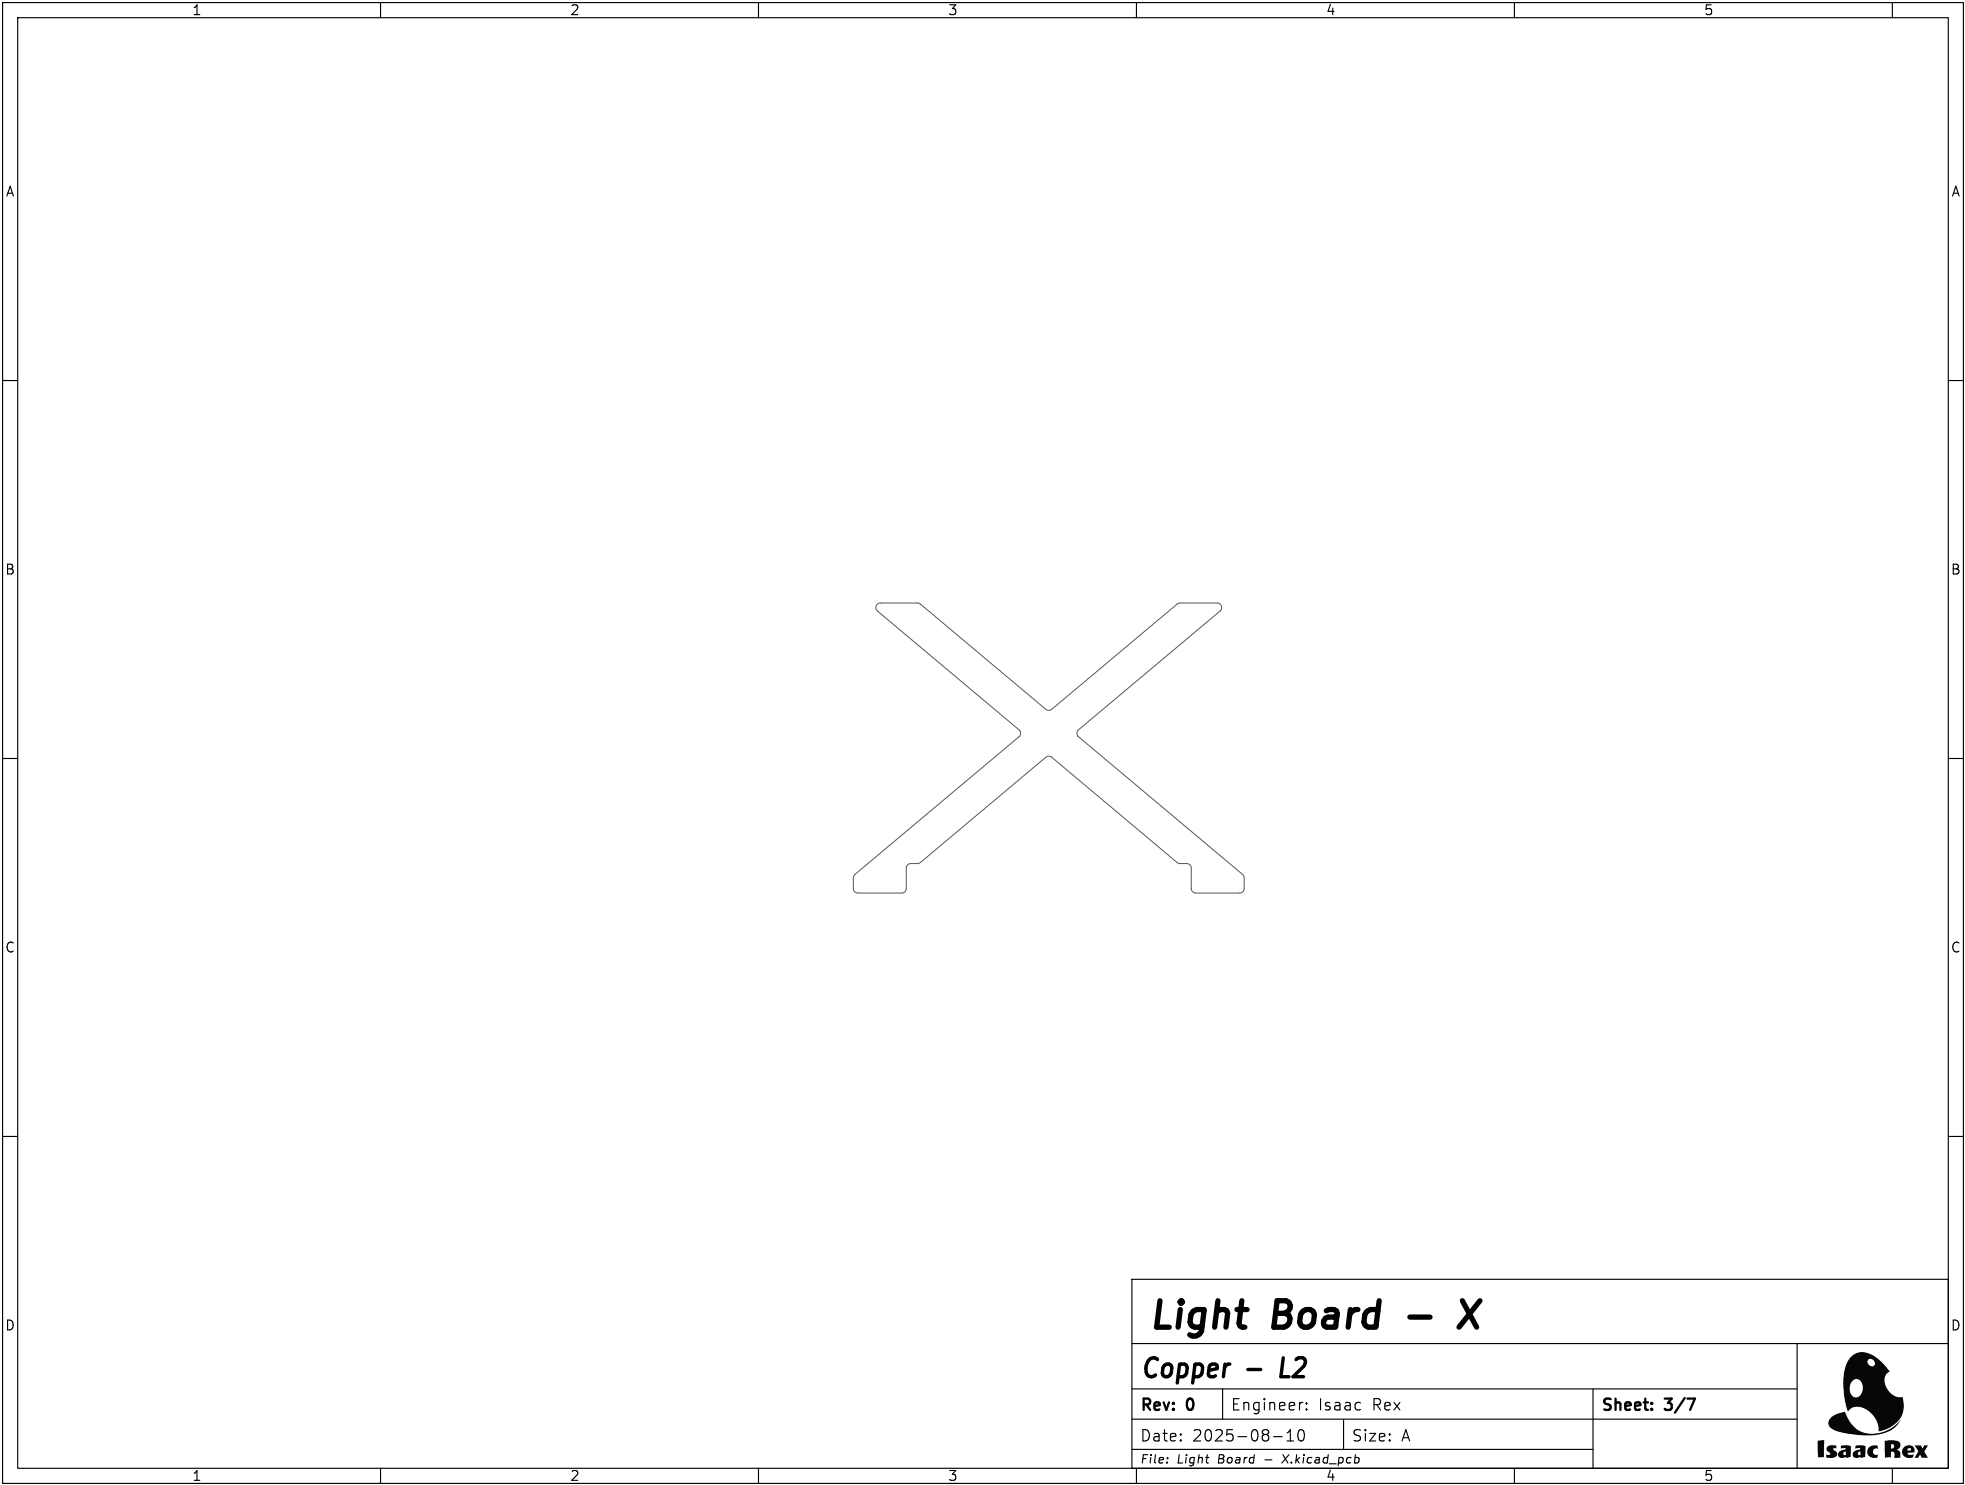 1 2 3 4 5
A A
B B
C C
D D
Light Board - X
Copper - L2
Rev: 0 Engineer: Isaac Rex Sheet: 3/7
Date: 2025-08-10 Size: A
File: Light Board - X.kicad_pcb
Isaac Rex
1 2 3 4 5